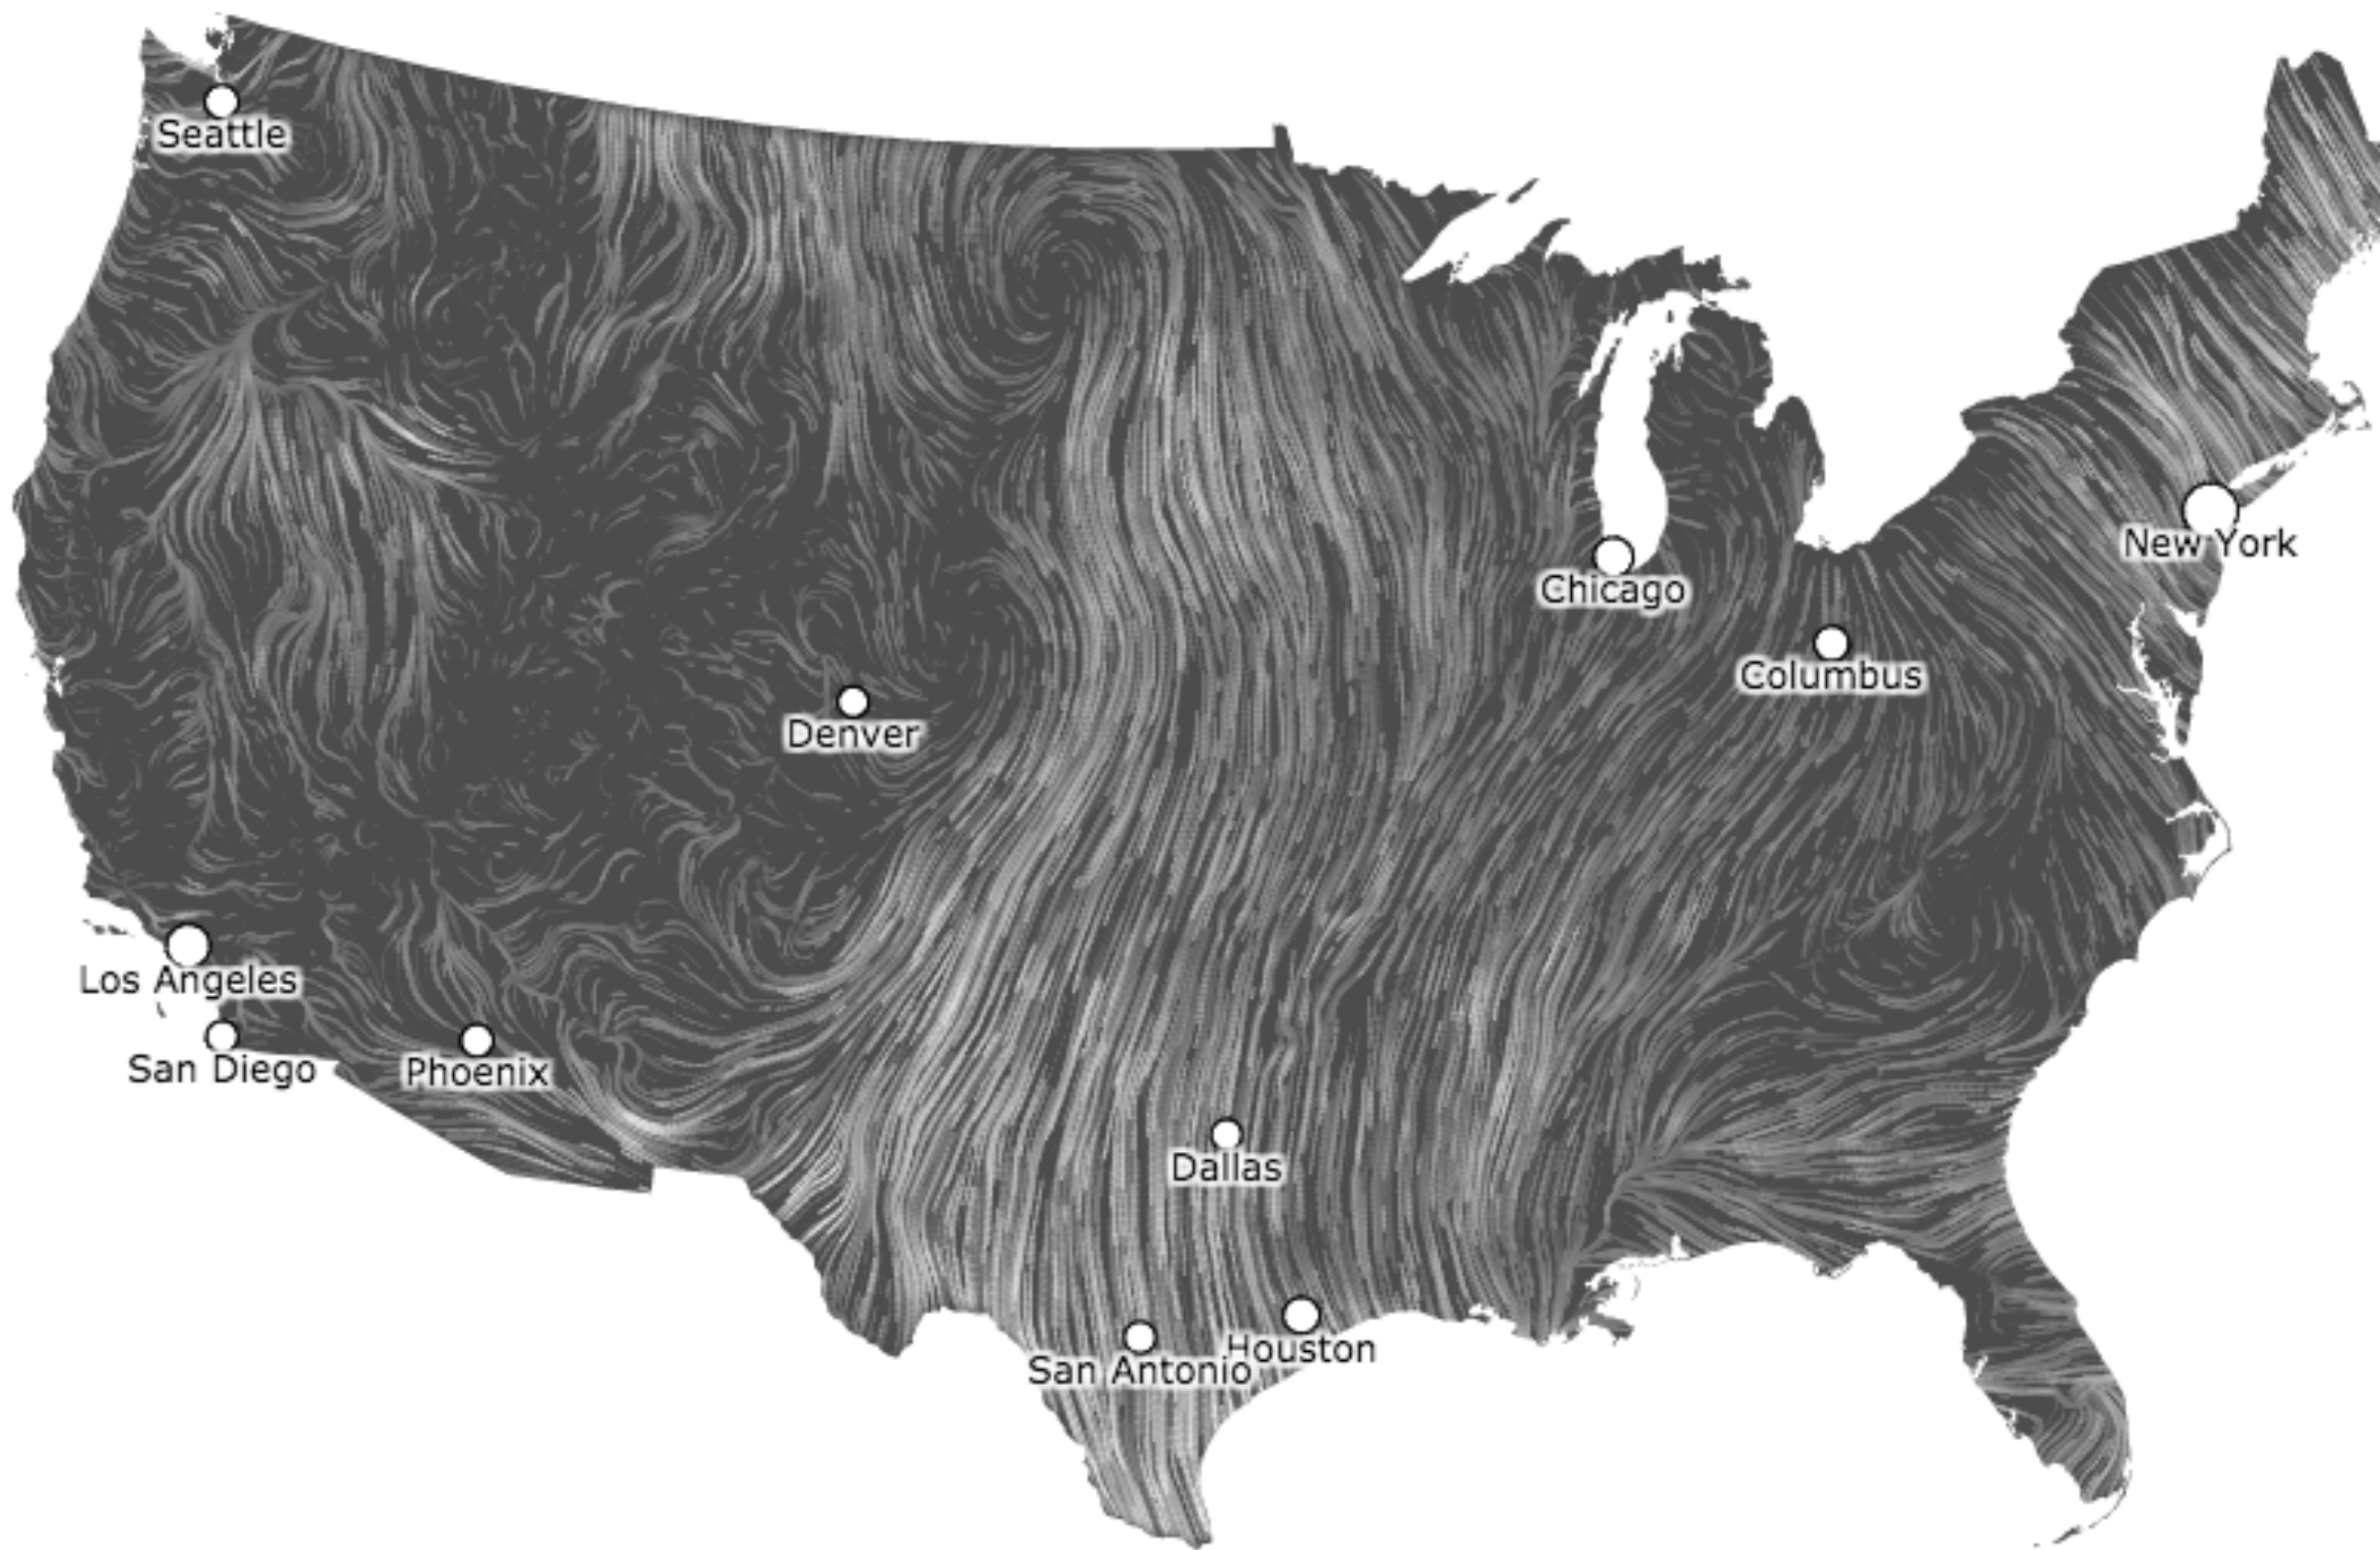 Seattle
New York
Chicago
Columbus
Denver
Los Angeles
San Diego
Phoenix
Dallas
Houston
San Antonio